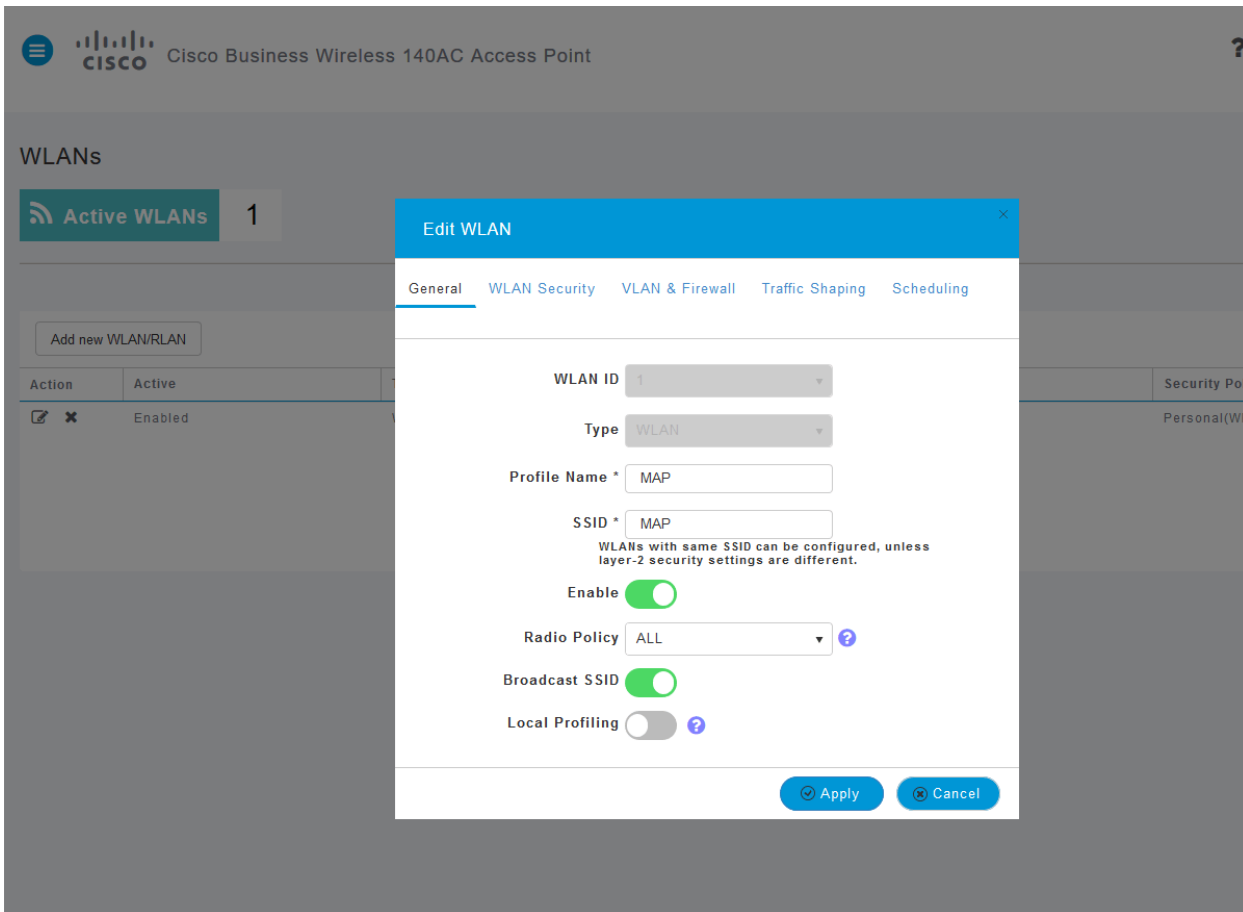 CISCO Cisco Business Wireless 140AC Access Point ?
WLANs
Active WLANs 1
Edit WLAN ×
General WLAN Security VLAN & Firewall Traffic Shaping Scheduling
Add new WLAN/RLAN
Action Active Security Po
Enabled Personal(W
WLAN ID 1
Type WLAN
Profile Name * MAP
SSID * MAP
WLANs with same SSID can be configured, unless
layer-2 security settings are different.
Enable
Radio Policy ALL ?
Broadcast SSID
Local Profiling ?
Apply Cancel